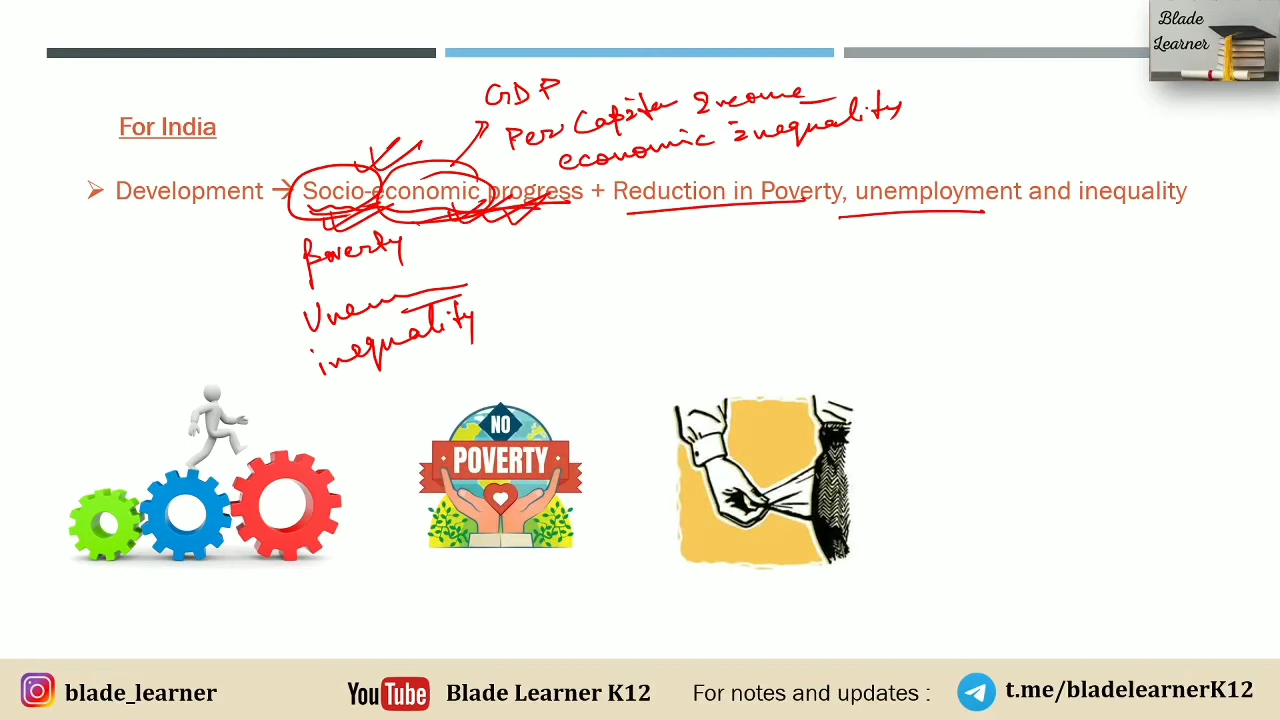 Blade
Learner
GDP
Per Capita Income
economic inequality
For India
➢ Development → Socio-economic progress + Reduction in Poverty, unemployment and inequality
Poverty
Unem
inequality
NO
POVERTY
blade_learner
YouTube Blade Learner K12
For notes and updates :
t.me/bladelearnerK12